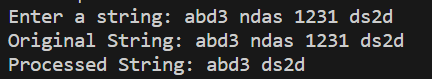 Enter a string: abd3 ndas 1231 ds2d
Original String: abd3 ndas 1231 ds2d
Processed String: abd3 ds2d